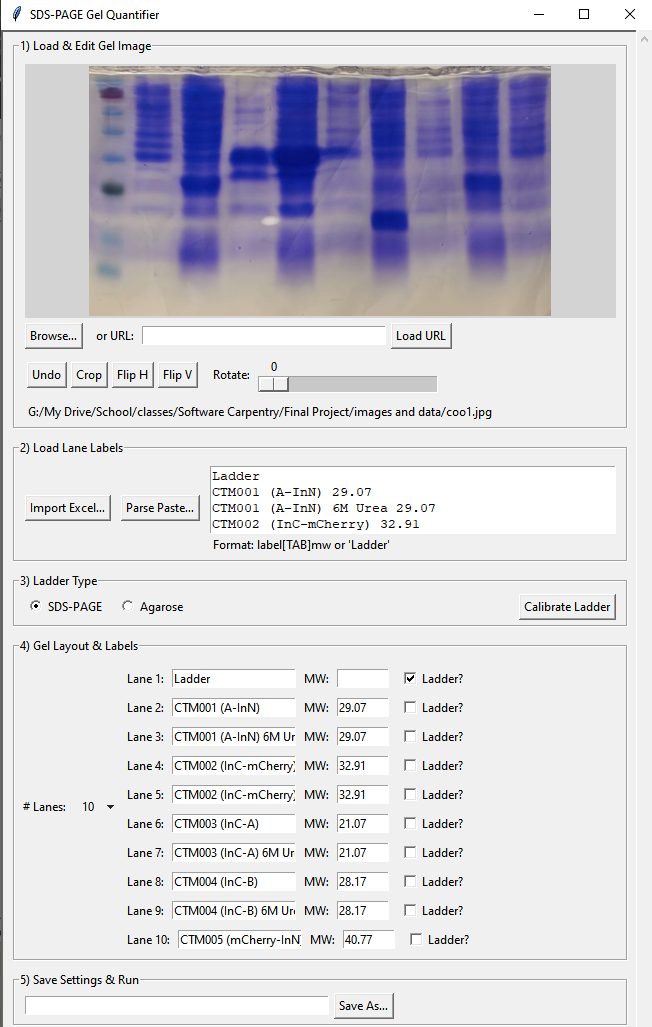 SDS-PAGE Gel Quantifier
1) Load & Edit Gel Image
Browse... or URL: Load URL
Undo Crop Flip H Flip V Rotate: 0
G:/My Drive/School/classes/Software Carpentry/Final Project/images and data/coo1.jpg
2) Load Lane Labels
Import Excel... Parse Paste...
Ladder
CTM001 (A-InN) 29.07
CTM001 (A-InN) 6M Urea 29.07
CTM002 (InC-mCherry) 32.91
Format: label[TAB]mw or 'Ladder'
3) Ladder Type
SDS-PAGE Agarose Calibrate Ladder
4) Gel Layout & Labels
# Lanes: 10
Lane 1: Ladder MW: Ladder?
Lane 2: CTM001 (A-InN) MW: 29.07 Ladder?
Lane 3: CTM001 (A-InN) 6M Ur MW: 29.07 Ladder?
Lane 4: CTM002 (InC-mCherry) MW: 32.91 Ladder?
Lane 5: CTM002 (InC-mCherry) MW: 32.91 Ladder?
Lane 6: CTM003 (InC-A) MW: 21.07 Ladder?
Lane 7: CTM003 (InC-A) 6M Ur MW: 21.07 Ladder?
Lane 8: CTM004 (InC-B) MW: 28.17 Ladder?
Lane 9: CTM004 (InC-B) 6M Ur MW: 28.17 Ladder?
Lane 10: CTM005 (mCherry-InN MW: 40.77 Ladder?
5) Save Settings & Run
Save As...